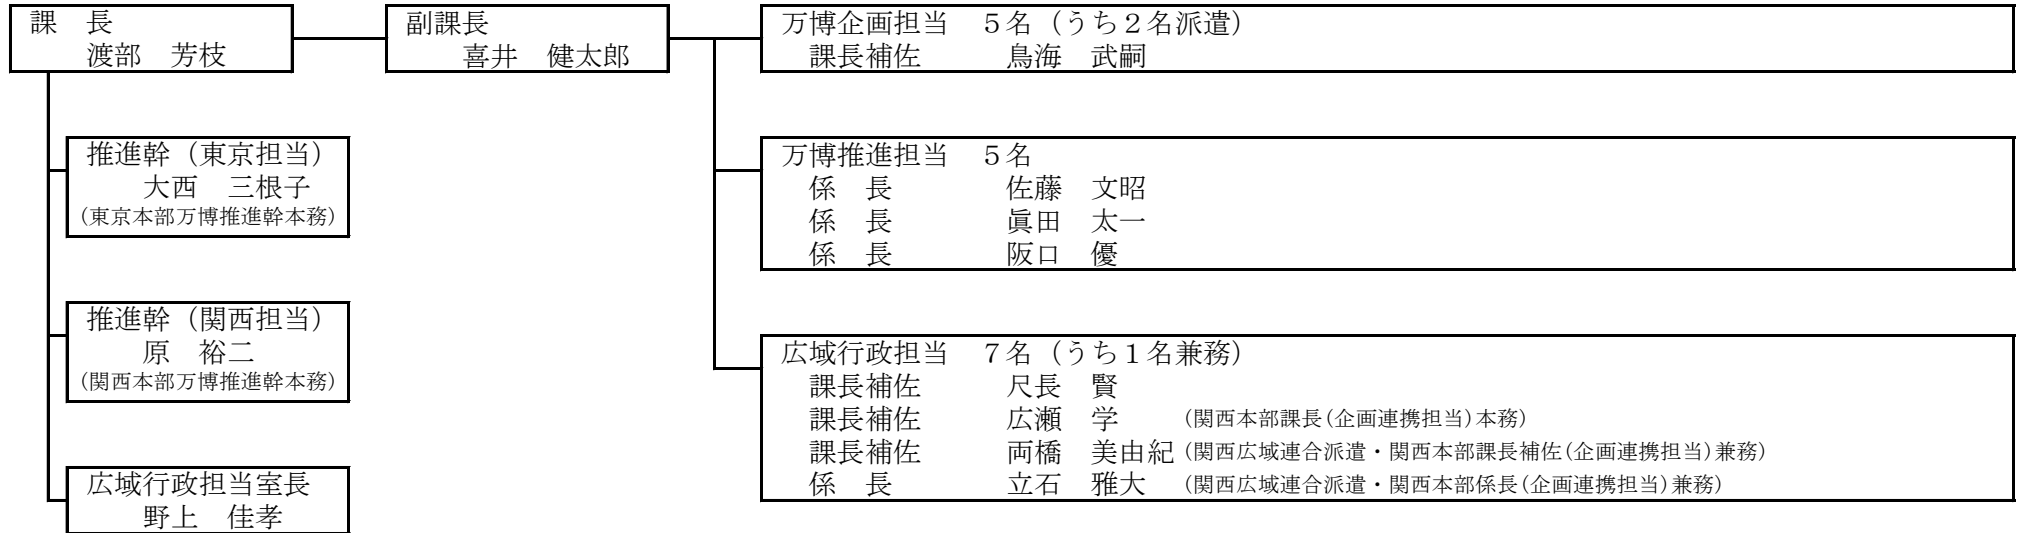 課　長
渡部　芳枝
副課長
喜井　健太郎
万博企画担当　５名（うち２名派遣）
課長補佐　　　鳥海　武嗣
推進幹（東京担当）
大西　三根子
(東京本部万博推進幹本務)
万博推進担当　５名
係　長　　　　佐藤　文昭
係　長　　　　眞田　太一
係　長　　　　阪口　優
推進幹（関西担当）
原　裕二
(関西本部万博推進幹本務)
広域行政担当　７名（うち１名兼務）
課長補佐　　　尺長　賢
課長補佐　　　広瀬　学　　(関西本部課長(企画連携担当)本務)
課長補佐　　　両橋　美由紀(関西広域連合派遣・関西本部課長補佐(企画連携担当)兼務)
係　長　　　　立石　雅大　(関西広域連合派遣・関西本部係長(企画連携担当)兼務)
広域行政担当室長
野上　佳孝